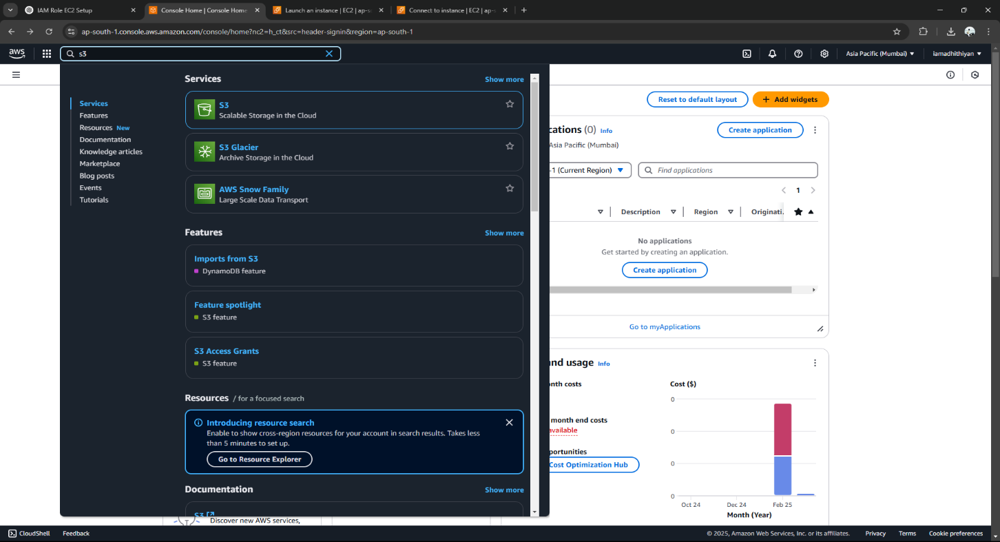 IAM Role EC2 Setup
Console Home | Console Home
Launch an instance | EC2 | ap-s
Connect to instance | EC2 | ap-s
ap-south-1.console.aws.amazon.com/console/home?nc2=h_ct&src=header-signin&region=ap-south-1
aws
s3
Asia Pacific (Mumbai)
iamadhithiyan
Services
Features
Resources New
Documentation
Knowledge articles
Marketplace
Blog posts
Events
Tutorials
Services
Show more
S3
Scalable Storage in the Cloud
S3 Glacier
Archive Storage in the Cloud
AWS Snow Family
Large Scale Data Transport
Features
Show more
Imports from S3
DynamoDB feature
Feature spotlight
S3 feature
S3 Access Grants
S3 feature
Resources / for a focused search
Introducing resource search
Enable to show cross-region resources for your account in search results. Takes less
than 5 minutes to set up.
Go to Resource Explorer
Documentation
Show more
S3
Discover new AWS services,
Reset to default layout
Add widgets
cations (0) Info
Create application
Asia Pacific (Mumbai)
-1 (Current Region)
Find applications
1
Description
Region
Originati.
No applications
Get started by creating an application.
Create application
Go to myApplications
and usage Info
nth costs
month end costs
available
portunities
Cost Optimization Hub
Cost ($)
0
0
0
0
Oct 24
Dec 24
Feb 25
Month (Year)
CloudShell
Feedback
© 2025, Amazon Web Services, Inc. or its affiliates.
Privacy
Terms
Cookie preferences